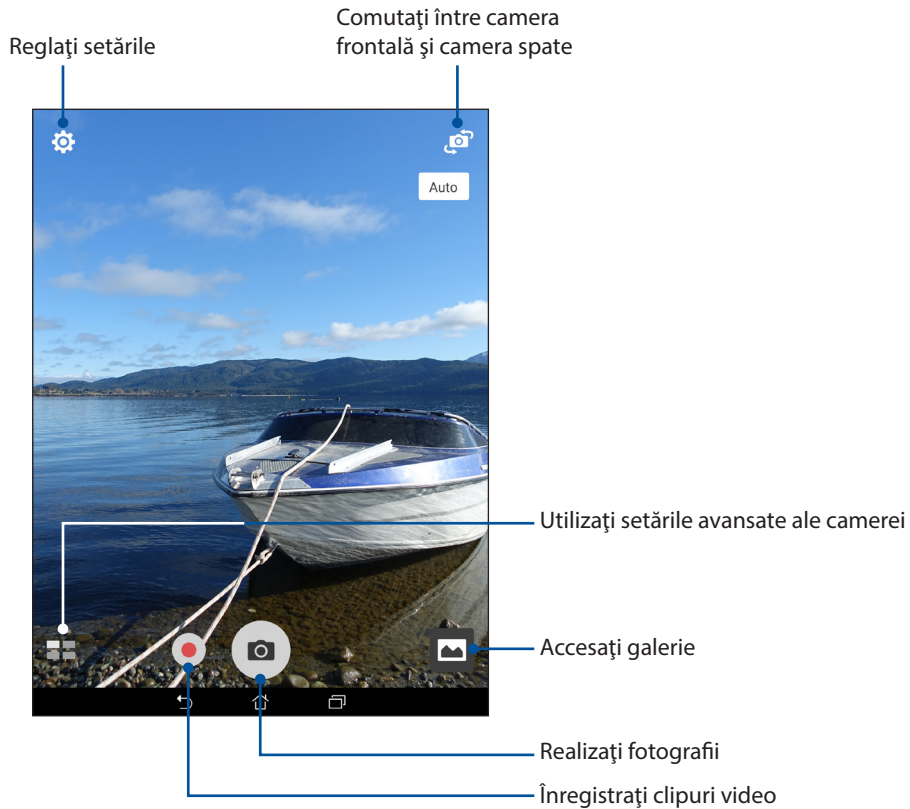 Comutaţi între camera
frontală şi camera spate
Reglaţi setările
Auto
Utilizaţi setările avansate ale camerei
Accesaţi galerie
Realizaţi fotografii
Înregistraţi clipuri video